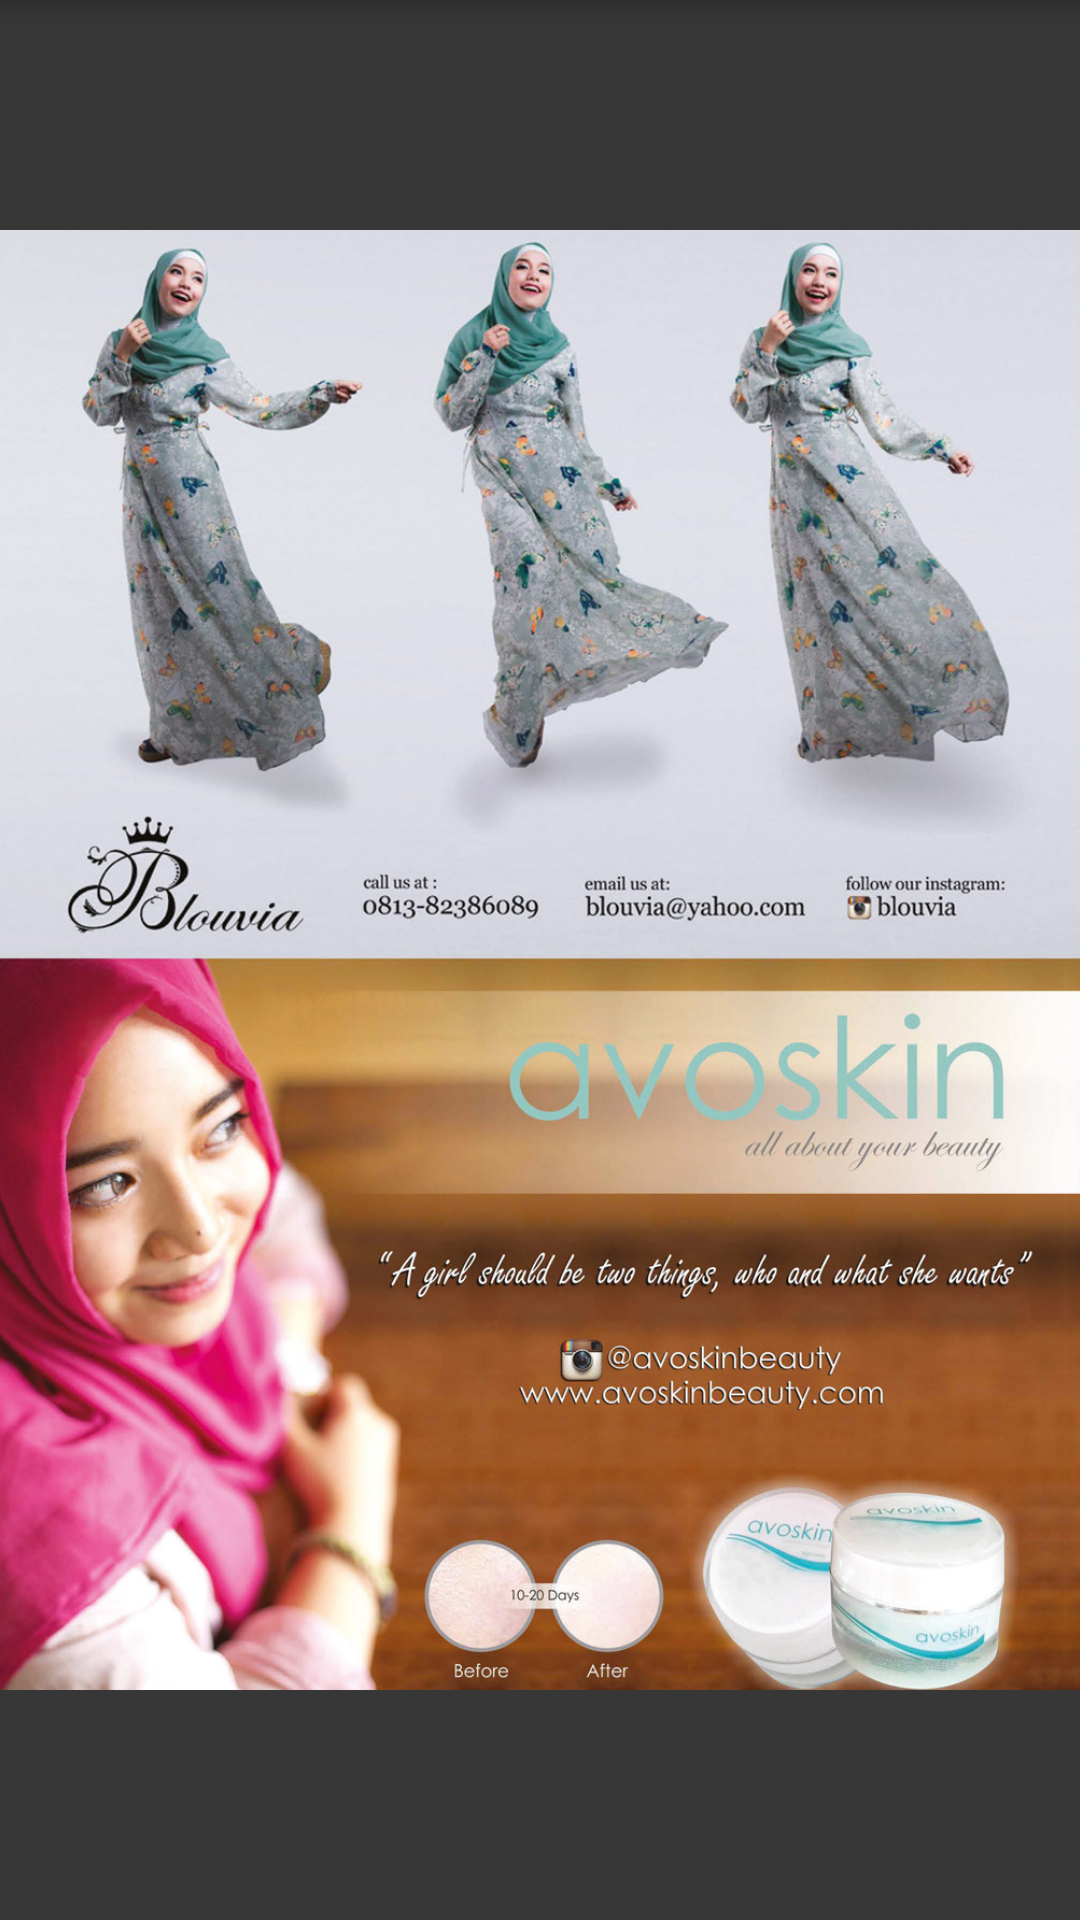 Blouvia
call us at :
0813-82386089
email us at:
blouvia@yahoo.com
follow our instagram:
blouvia
avoskin
all about your beauty
“A girl should be two things, who and what she wants”
@avoskinbeauty
www.avoskinbeauty.com
10-20 Days
Before
After
avoskin
avoskin
avoskin